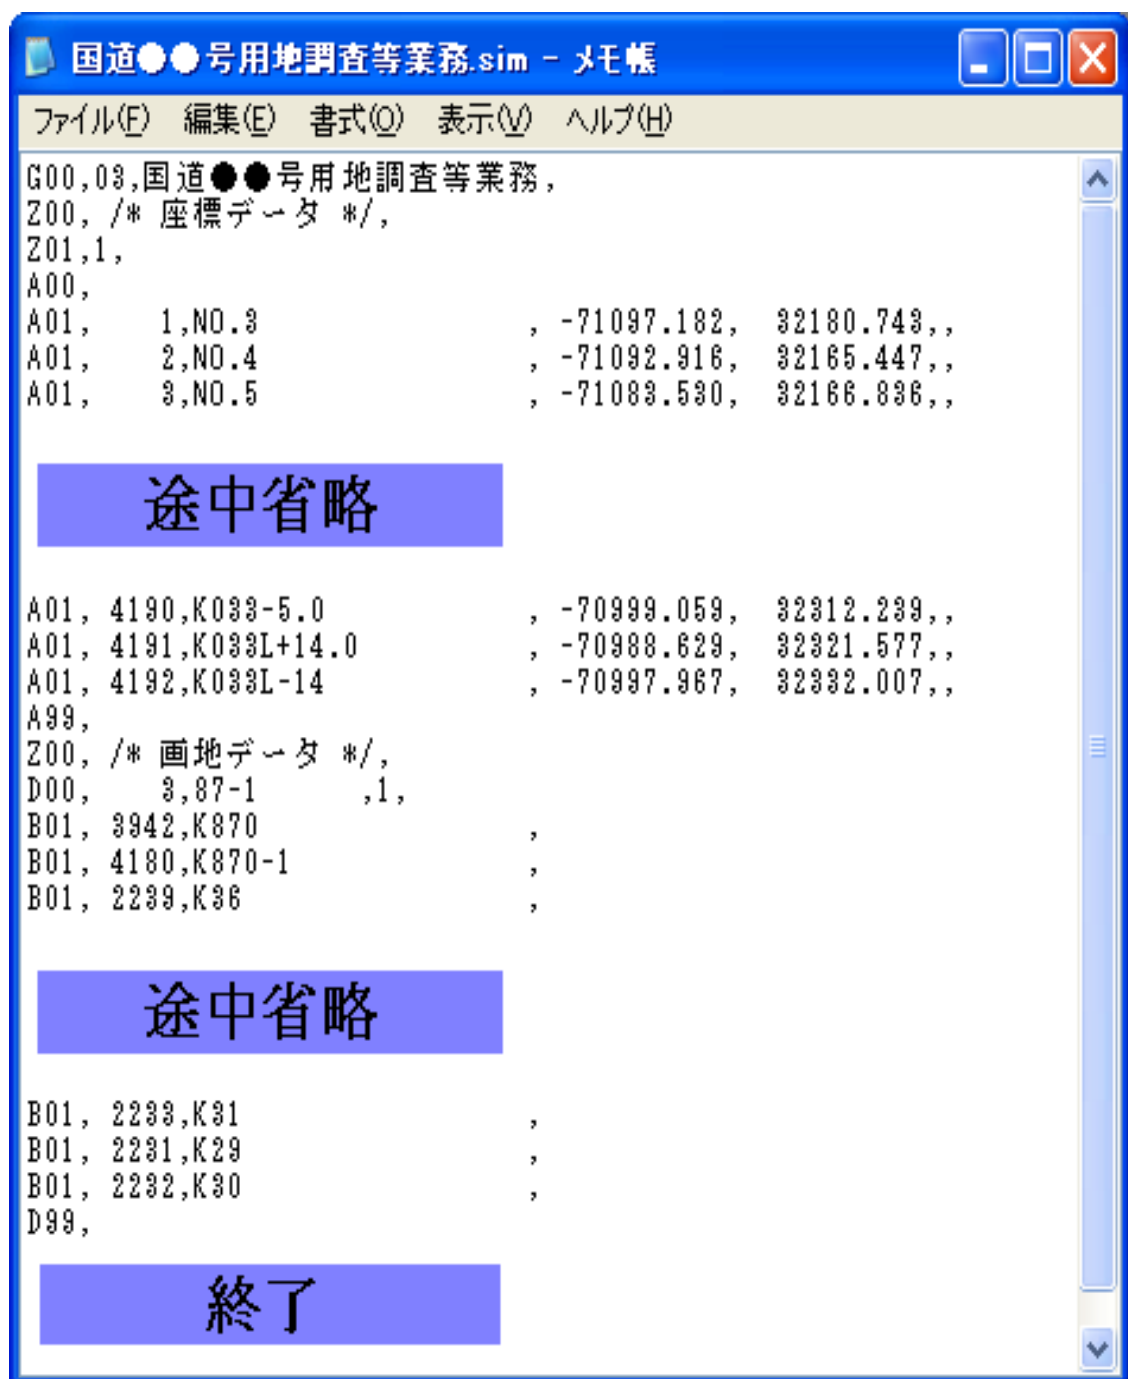 国道●●号用地調査等業務.sim - メモ帳
ファイル(F) 編集(E) 書式(O) 表示(V) ヘルプ(H)
G00,03,国道●●号用地調査等業務,
Z00, /* 座標データ */,
Z01,1,
A00,
A01,    1,NO.3                , -71097.182,  32180.743,,
A01,    2,NO.4                , -71092.916,  32165.447,,
A01,    3,NO.5                , -71083.530,  32166.836,,
途中省略
A01, 4190,K033-5.0            , -70999.059,  32312.239,,
A01, 4191,K033L+14.0          , -70988.629,  32321.577,,
A01, 4192,K033L-14            , -70997.967,  32332.007,,
A99,
Z00, /* 画地データ */,
D00,    3,87-1      ,1,
B01, 3942,K870                ,
B01, 4180,K870-1              ,
B01, 2239,K36                 ,
途中省略
B01, 2233,K31                 ,
B01, 2231,K29                 ,
B01, 2232,K30                 ,
D99,
終了